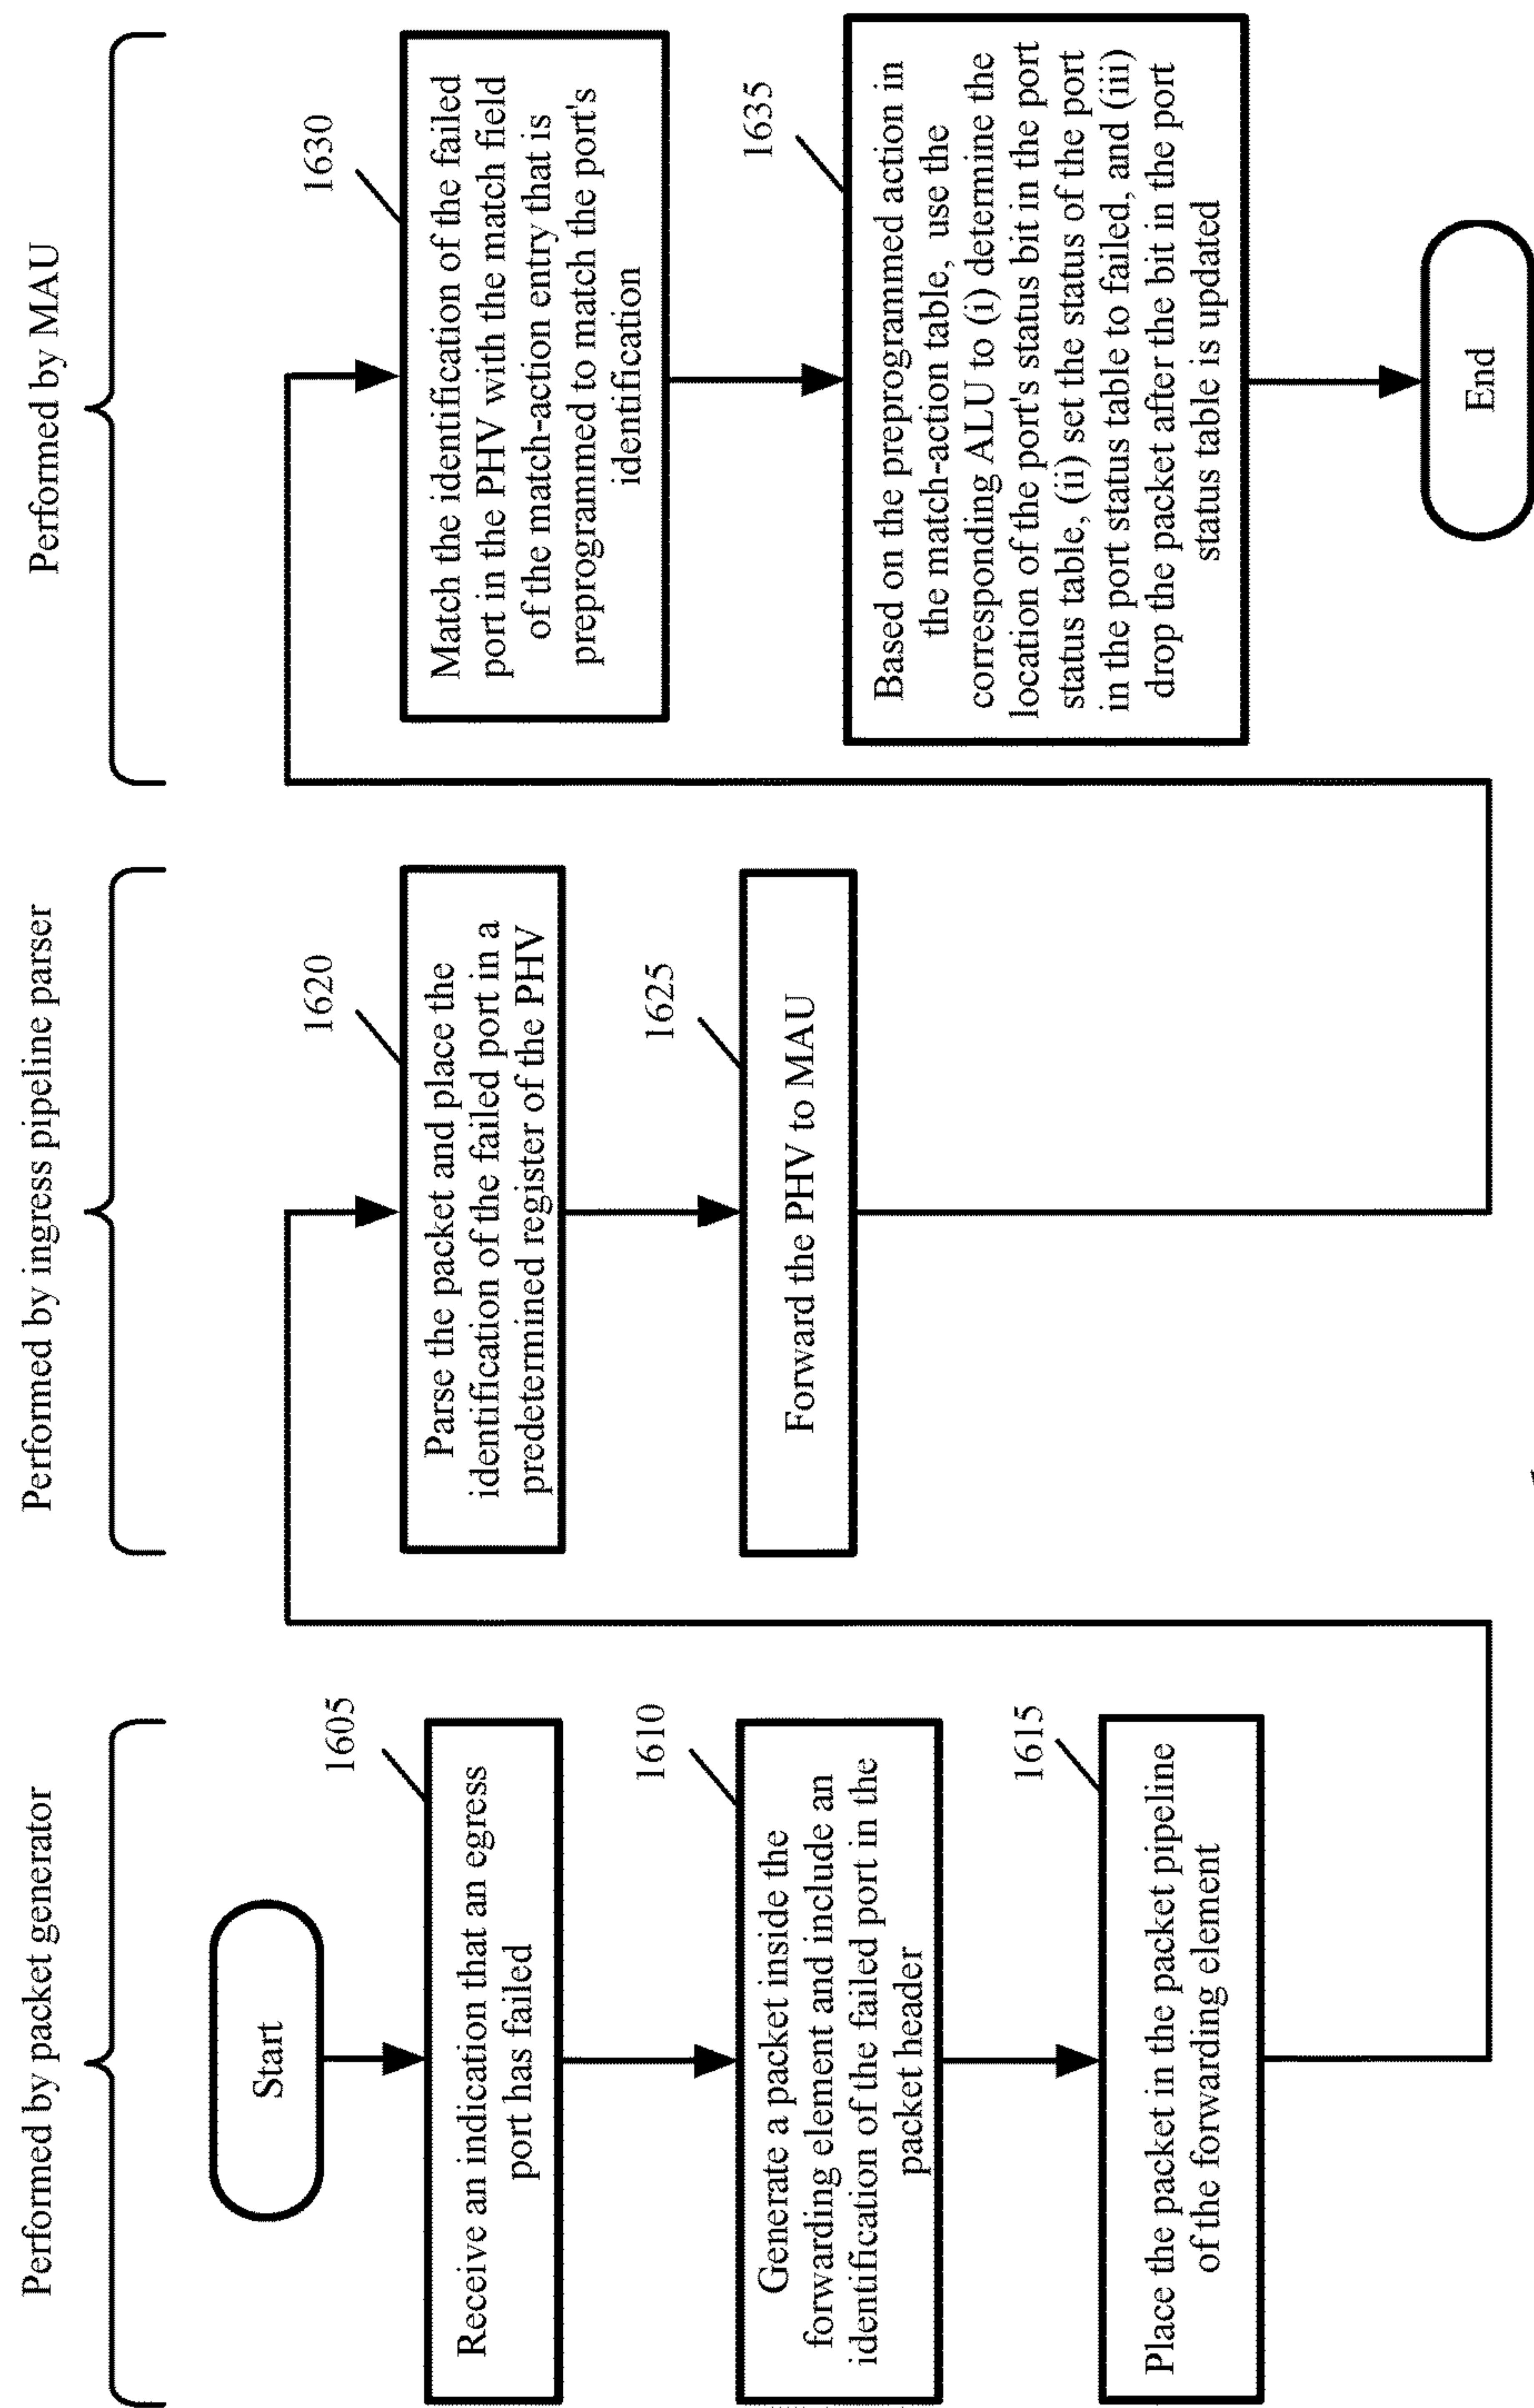 Performed by packet generator
Start
1605
Receive an indication that an egress
port has failed
1610
Generate a packet inside the
forwarding element and include an
identification of the failed port in the
packet header
1615
Place the packet in the packet pipeline
of the forwarding element
Performed by ingress pipeline parser
1620
Parse the packet and place the
identification of the failed port in a
predetermined register of the PHV
1625
Forward the PHV to MAU
Performed by MAU
1630
Match the identification of the failed
port in the PHV with the match field
of the match-action entry that is
preprogrammed to match the port's
identification
1635
Based on the preprogrammed action in
the match-action table, use the
corresponding ALU to (i) determine the
location of the port's status bit in the port
status table, (ii) set the status of the port
in the port status table to failed, and (iii)
drop the packet after the bit in the port
status table is updated
End